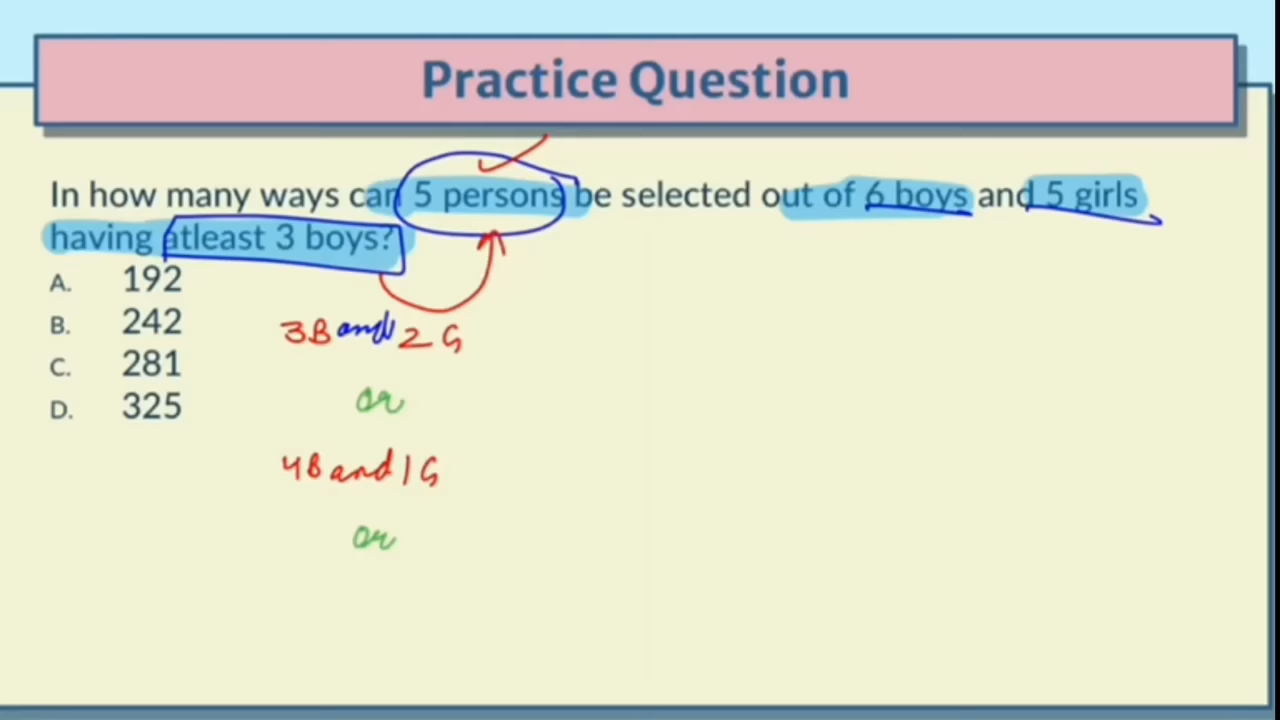 Practice Question
In how many ways can 5 persons be selected out of 6 boys and 5 girls
having atleast 3 boys?
A. 192
B. 242
C. 281
D. 325
3B and 2G
or
4B and 1G
or